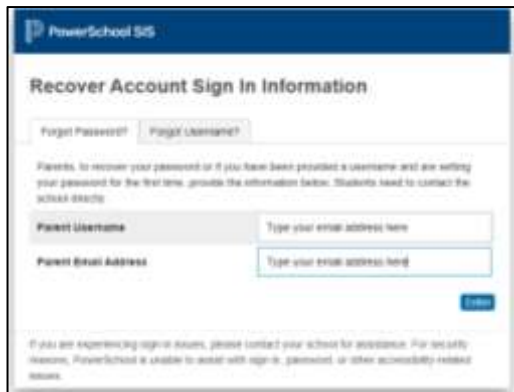 PowerSchool SIS
Recover Account Sign In Information
Forgot Password?
Forgot Username?
Parents, to recover your password or if you have been provided a username and are setting
your password for the first time, provide the information below. Students need to contact the
school directly.
Parent Username
Type your email address here
Parent Email Address
Type your email address here
Enter
If you are experiencing sign-in issues, please contact your school for assistance. For security
reasons, PowerSchool is unable to assist with sign-in, password, or other accessibility-related
issues.